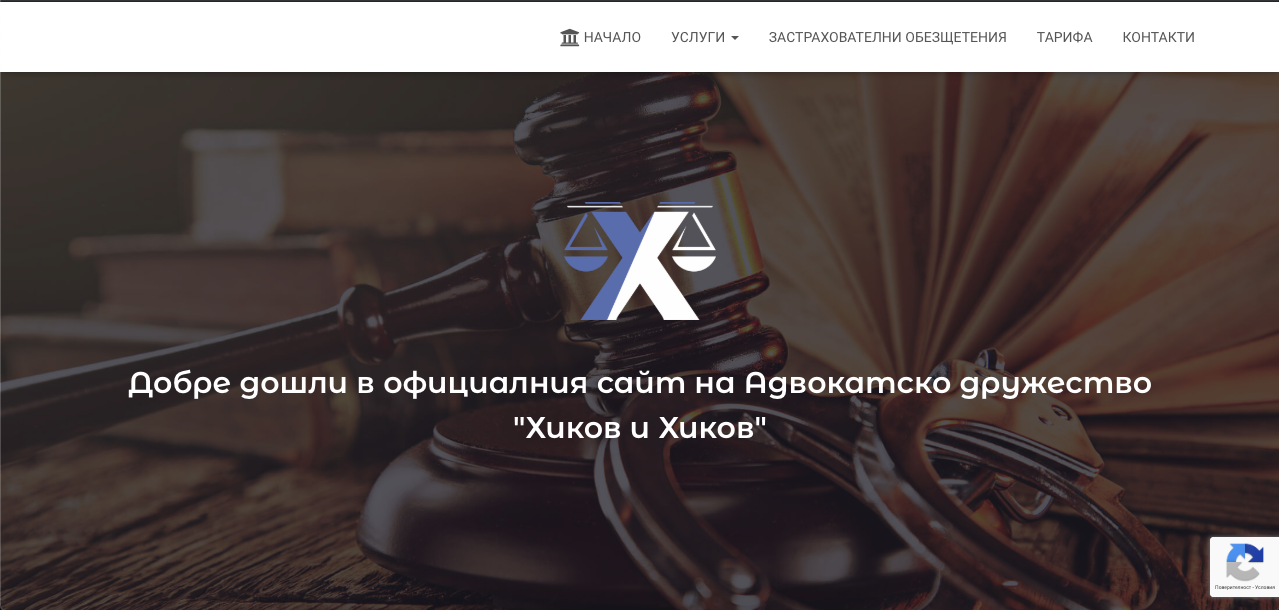 НАЧАЛО УСЛУГИ ЗАСТРАХОВАТЕЛНИ ОБЕЗЩЕТЕНИЯ ТАРИФА КОНТАКТИ
Добре дошли в официалния сайт на Адвокатско дружество
"Хиков и Хиков"
Поверителност - Условия